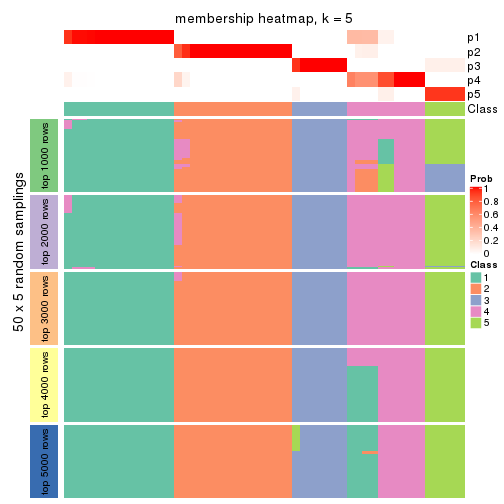 membership heatmap, k = 5
p1
p2
p3
p4
p5
Class
50 x 5 random samplings
top 1000 rows
top 2000 rows
top 3000 rows
top 4000 rows
top 5000 rows
Prob
1
0.8
0.6
0.4
0.2
0
Class
1
2
3
4
5